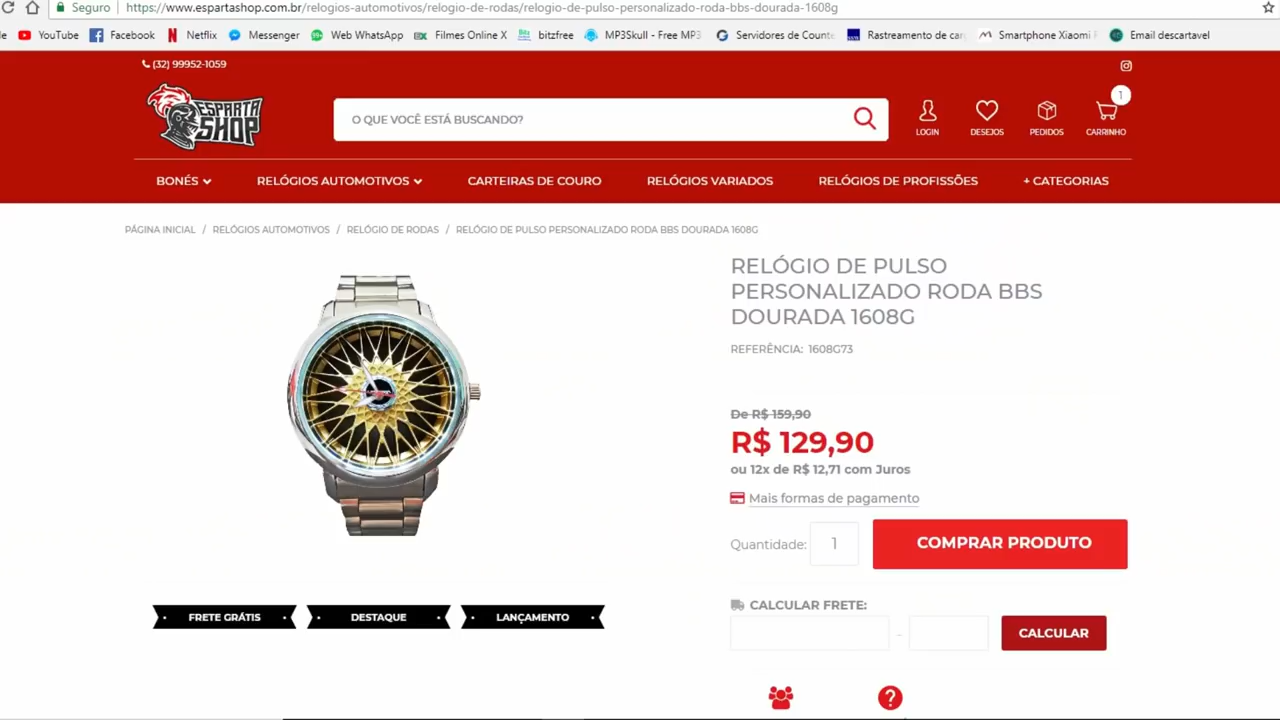 Seguro
https://www.espartashop.com.br/relogios-automotivos/relogio-de-rodas/relogio-de-pulso-personalizado-roda-bbs-dourada-1608g
YouTube Facebook Netflix Messenger Web WhatsApp Filmes Online X bitzfree MP3Skull - Free MP3 Servidores de Counte Rastreamento de Smartphone Xiaomi Email descartavel
(32) 99952-1059
ESPARTA
SHOP
O QUE VOCÊ ESTÁ BUSCANDO?
1
LOGIN DESEJOS PEDIDOS CARRINHO
BONÉS RELÓGIOS AUTOMOTIVOS CARTEIRAS DE COURO RELÓGIOS VARIADOS RELÓGIOS DE PROFISSÕES + CATEGORIAS
PÁGINA INICIAL / RELÓGIOS AUTOMOTIVOS / RELÓGIO DE RODAS / RELÓGIO DE PULSO PERSONALIZADO RODA BBS DOURADA 1608G
RELÓGIO DE PULSO
PERSONALIZADO RODA BBS
DOURADA 1608G
REFERÊNCIA: 1608G73
De R$ 159,90
R$ 129,90
ou 12x de R$ 12,71 com Juros
Mais formas de pagamento
Quantidade: 1 COMPRAR PRODUTO
FRETE GRÁTIS DESTAQUE LANÇAMENTO
CALCULAR FRETE:
- CALCULAR
?